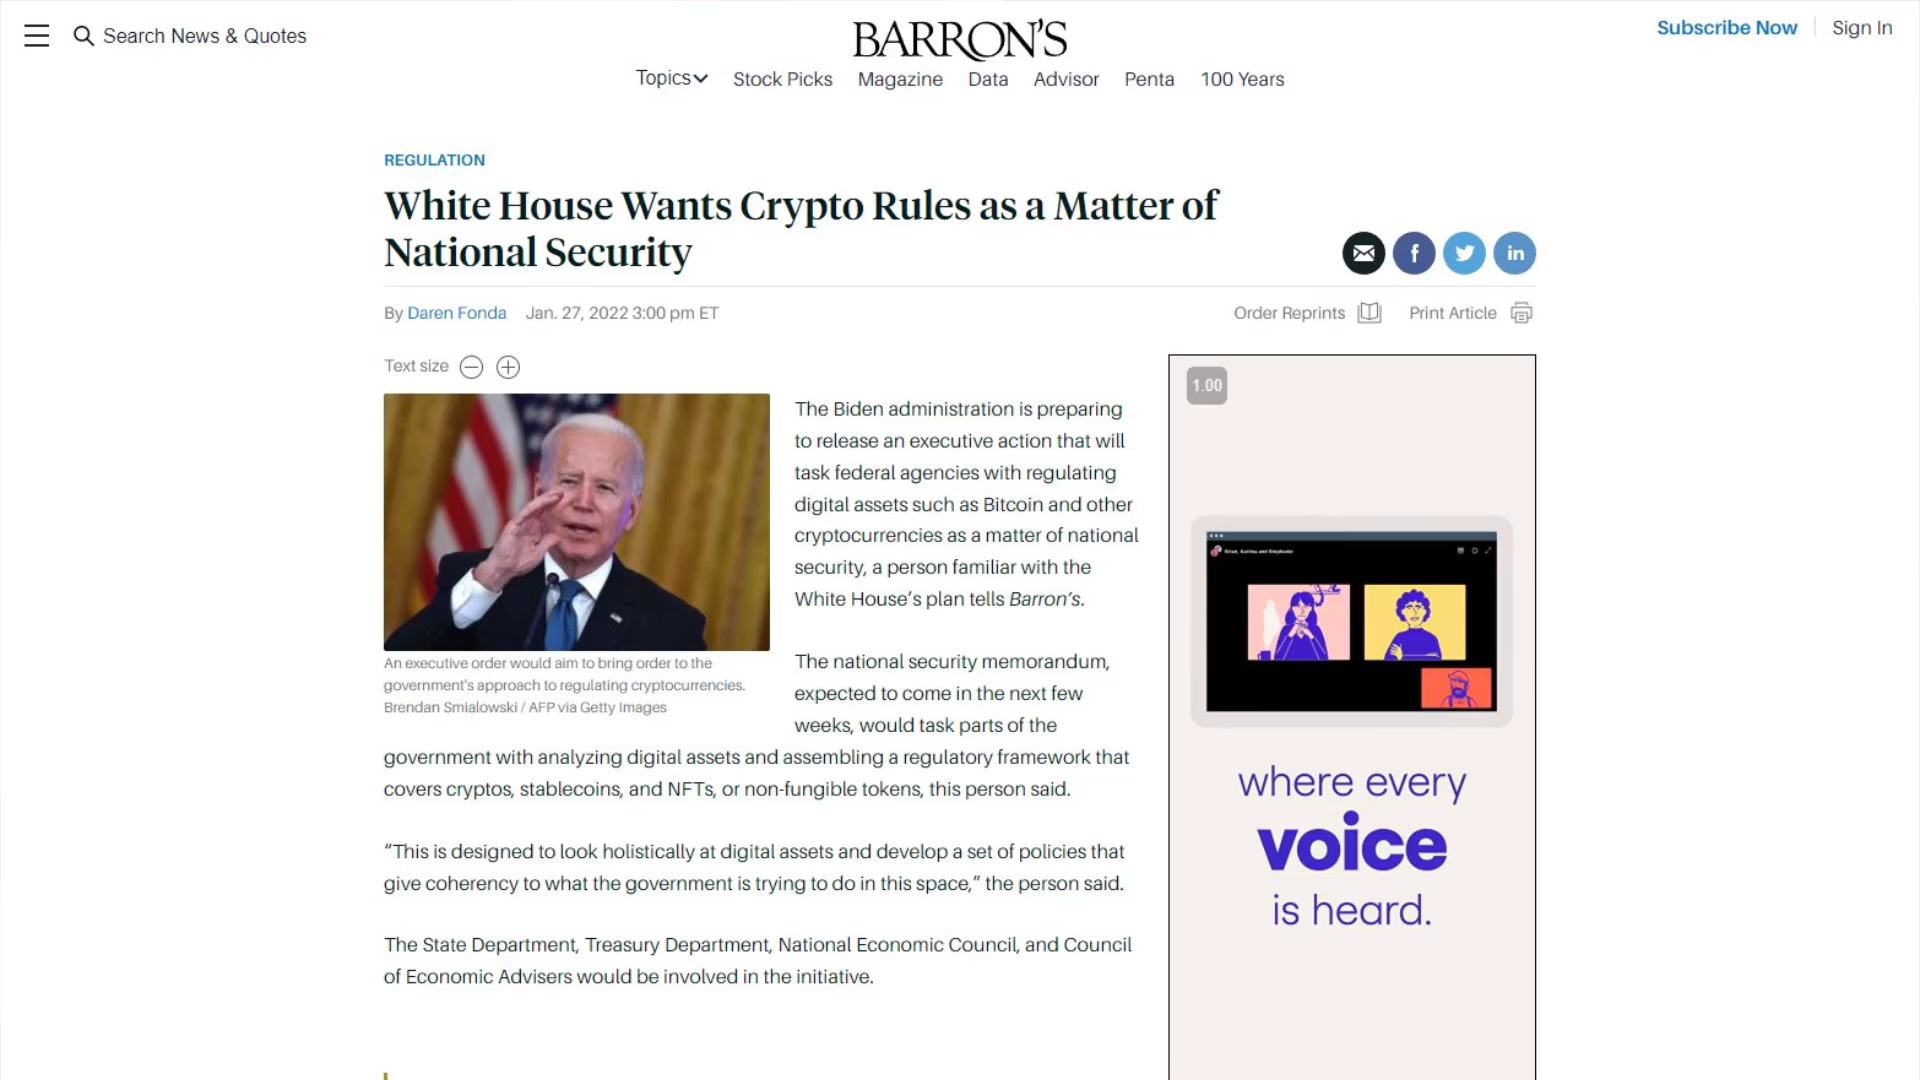 Search News & Quotes
BARRON'S
Subscribe Now
Sign In
Topics
Stock Picks
Magazine
Data
Advisor
Penta
100 Years
REGULATION
White House Wants Crypto Rules as a Matter of
National Security
By Daren Fonda Jan. 27, 2022 3:00 pm ET
Order Reprints
Print Article
Text size
An executive order would aim to bring order to the
government's approach to regulating cryptocurrencies.
Brendan Smialowski / AFP via Getty Images
The Biden administration is preparing
to release an executive action that will
task federal agencies with regulating
digital assets such as Bitcoin and other
cryptocurrencies as a matter of national
security, a person familiar with the
White House’s plan tells Barron’s.
The national security memorandum,
expected to come in the next few
weeks, would task parts of the
government with analyzing digital assets and assembling a regulatory framework that
covers cryptos, stablecoins, and NFTs, or non-fungible tokens, this person said.
“This is designed to look holistically at digital assets and develop a set of policies that
give coherency to what the government is trying to do in this space,” the person said.
The State Department, Treasury Department, National Economic Council, and Council
of Economic Advisers would be involved in the initiative.
1.00
where every
voice
is heard.